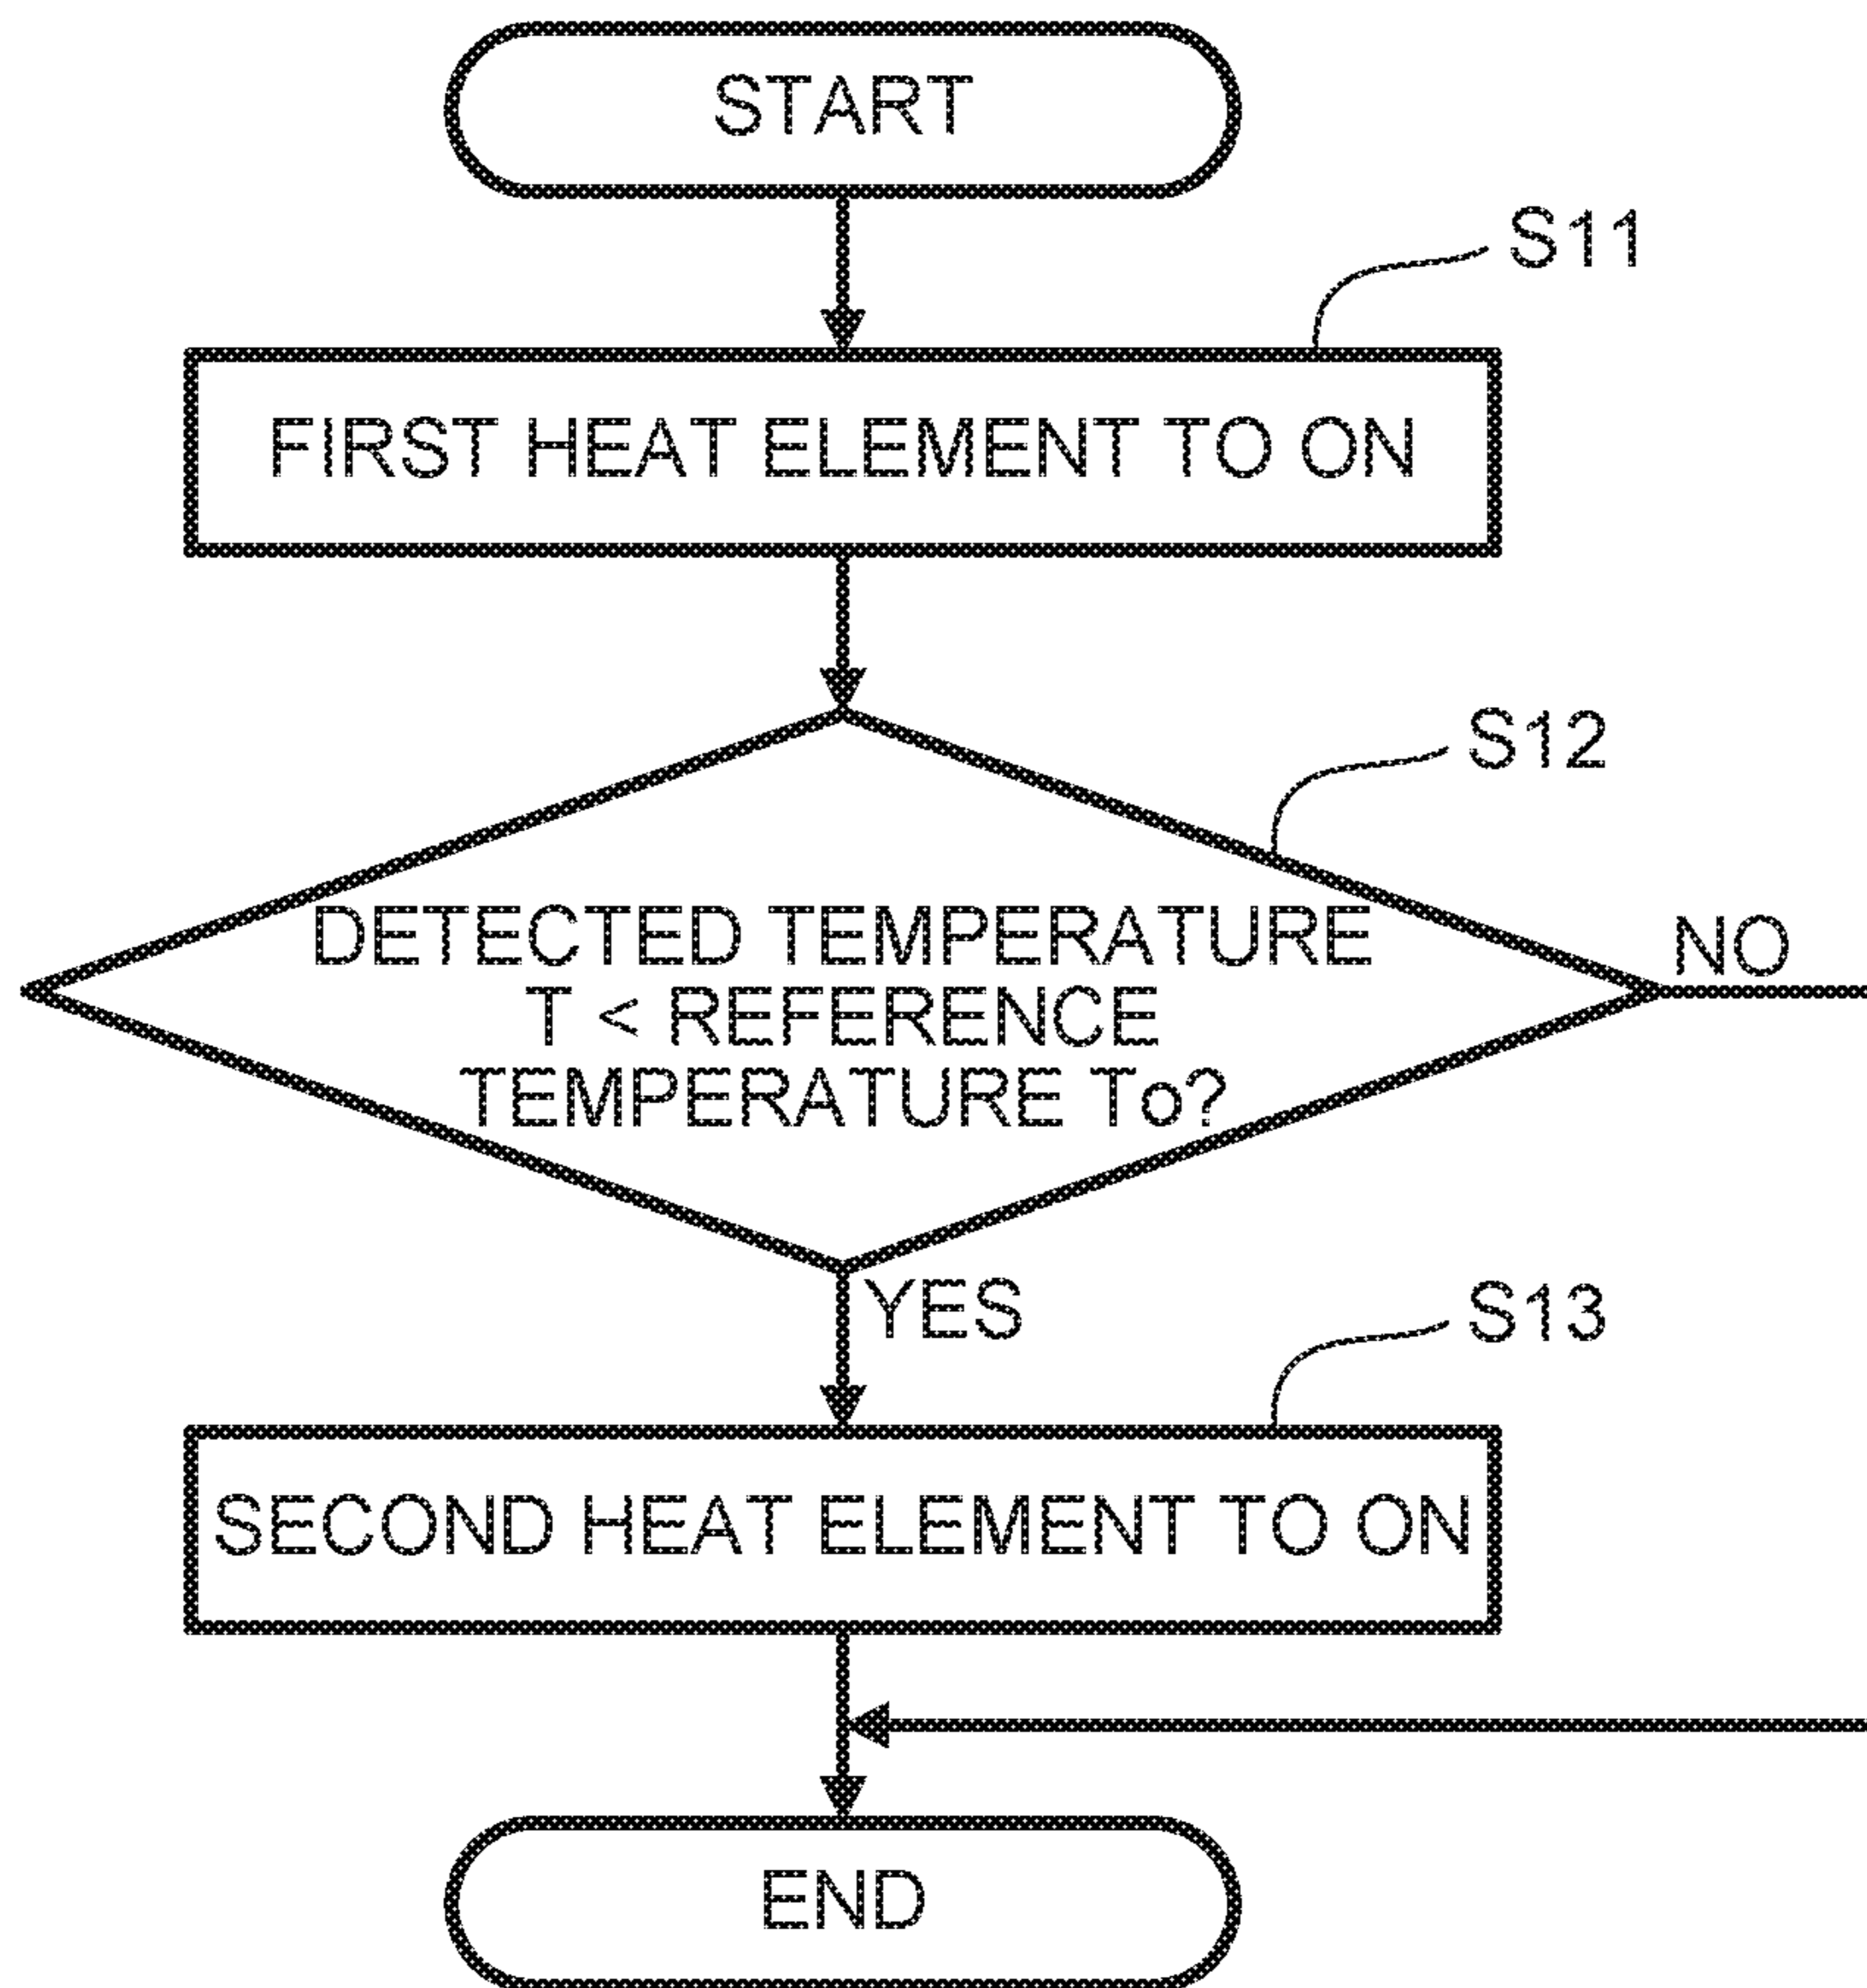 START
S11
FIRST HEAT ELEMENT TO ON
S12
DETECTED TEMPERATURE
T < REFERENCE
TEMPERATURE To?
NO
YES
S13
SECOND HEAT ELEMENT TO ON
END